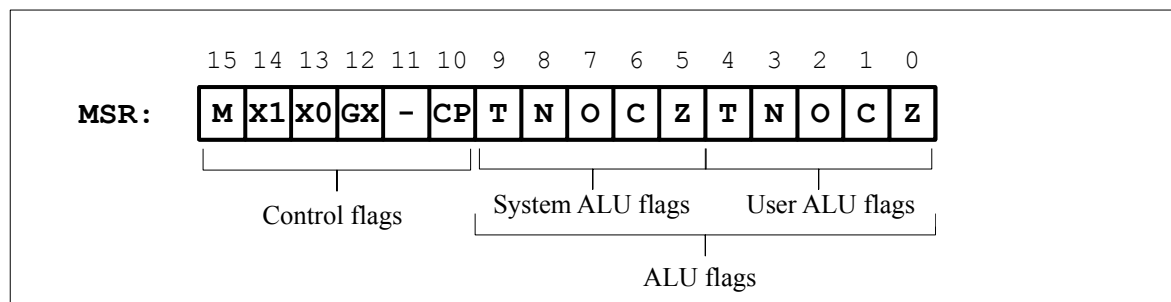 15 14 13 12 11 10 9 8 7 6 5 4 3 2 1 0
MSR: M X1 X0 GX - CP T N O C Z T N O C Z
Control flags System ALU flags User ALU flags
ALU flags